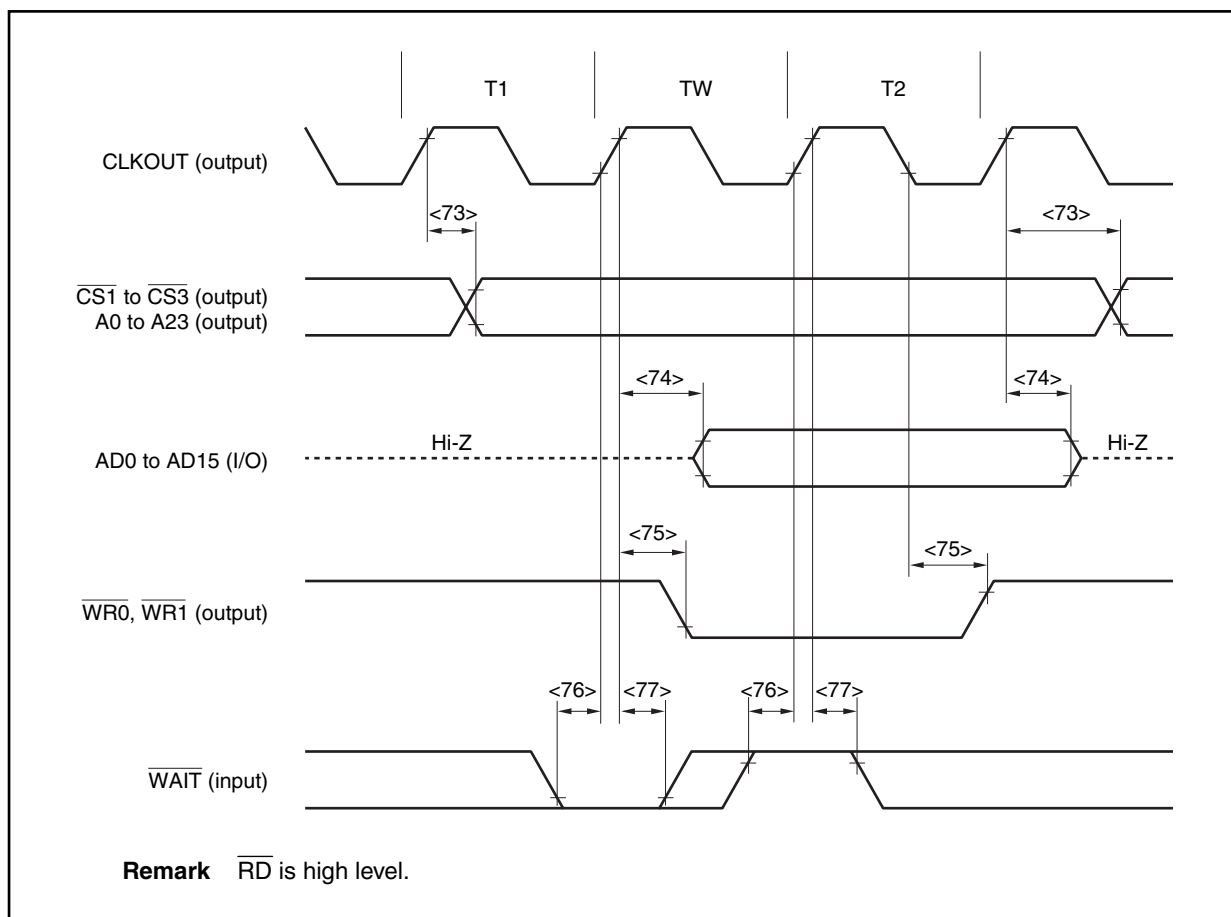 T1 TW T2
CLKOUT (output)
<73> <73>
CS1 to CS3 (output)
A0 to A23 (output)
<74> <74>
Hi-Z Hi-Z
AD0 to AD15 (I/O)
<75> <75>
WR0, WR1 (output)
<76> <77> <76> <77>
WAIT (input)
Remark RD is high level.